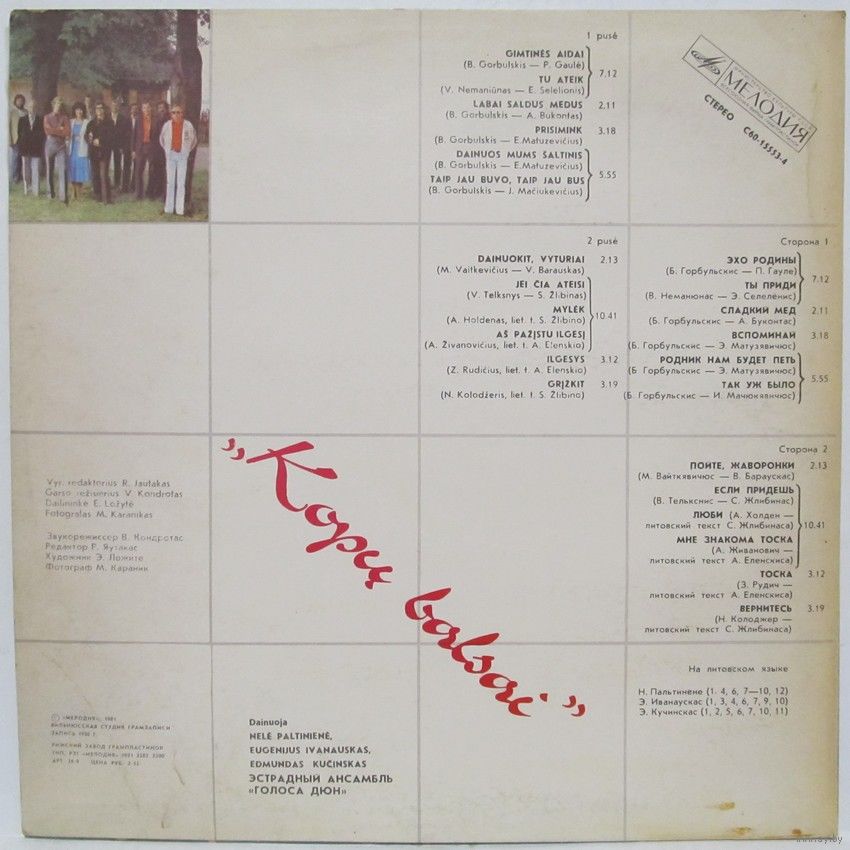 1 pusė
GIMTINĖS AIDAI
(B. Gorbulskis — P. Gaulė)
7.12
TU ATEIK
(V. Nemaniūnas — E. Selelionis)
LABAI SALDUS MEDUS 2.11
(B. Gorbulskis — A. Bukontas)
PRISIMINK 3.18
(B. Gorbulskis — E. Matuzevičius)
DAINUOS MUMS ŠALTINIS
(B. Gorbulskis — E. Matuzevičius)
5.55
TAIP JAU BUVO, TAIP JAU BUS
(B. Gorbulskis — J. Mačiukevičius)
МЕЛОДИЯ
СТЕРЕО С60-15553-4
2 pusė
DAINUOKIT, VYTURIAI 2.13
(M. Vaitkevičius — V. Barauskas)
JEI ČIA ATEISI
(V. Telksnys — S. Žlibinas)
MYLĖK
10.41
(A. Holdenas, liet. t. S. Žlibino)
AŠ PAŽĮSTU ILGESĮ
(A. Živanovičius, liet. t. A. Elenskio)
ILGESYS 3.12
(Z. Rudičius, liet. t. A. Elenskio)
GRĮŽKIT 3.19
(N. Kolodžeris, liet. t. S. Žlibino)
Сторона 1
ЭХО РОДИНЫ
(Б. Горбульскис — П. Гауле)
7.12
ТЫ ПРИДИ
(В. Неманюнас — Э. Селеленис)
СЛАДКИЙ МЕД 2.11
(Б. Горбульскис — А. Буконтас)
ВСПОМИНАЙ 3.18
(Б. Горбульскис — Э. Матузявичюс)
РОДНИК НАМ БУДЕТ ПЕТЬ
(Б. Горбульскис — Э. Матузявичюс)
5.55
ТАК УЖ БЫЛО
(Б. Горбульскис — И. Мачюкявичюс)
Сторона 2
ПОЙТЕ, ЖАВОРОНКИ 2.13
(М. Вайткявичюс — В. Бараускас)
ЕСЛИ ПРИДЕШЬ
(В. Телькснис — С. Жлибинас)
ЛЮБИ (А. Холден —
10.41
литовский текст С. Жлибинаса)
МНЕ ЗНАКОМА ТОСКА
(А. Живанович —
литовский текст А. Еленскиса)
ТОСКА 3.12
(З. Рудич —
литовский текст А. Еленскиса)
ВЕРНИТЕСЬ 3.19
(Н. Колоджер —
литовский текст С. Жлибинаса)
Vyr. redaktorius R. Jautakas
Garso režisierius V. Kondrotas
Dailininkė E. Ložytė
Fotografas M. Karanikas
Звукорежиссер В. Кондротас
Редактор Р. Яутакас
Художник Э. Ложите
Фотограф М. Караник
„Kopų
balsai”
На литовском языке
Н. Пальтинене (1, 4, 6, 7—10, 12)
Э. Иванаускас (1, 3, 4, 6, 7, 9, 10)
Э. Кучинскас (1, 2, 5, 6, 7, 10, 11)
Ⓟ «МЕЛОДИЯ», 1981
ВИЛЬНЮССКАЯ СТУДИЯ ГРАМЗАПИСИ
РИЖСКИЙ ЗАВОД ГРАМПЛАСТИНОК
Dainuoja
NELĖ PALTINIENĖ,
EUGENIJUS IVANAUSKAS,
EDMUNDAS KUČINSKAS
ЭСТРАДНЫЙ АНСАМБЛЬ
«ГОЛОСА ДЮН»